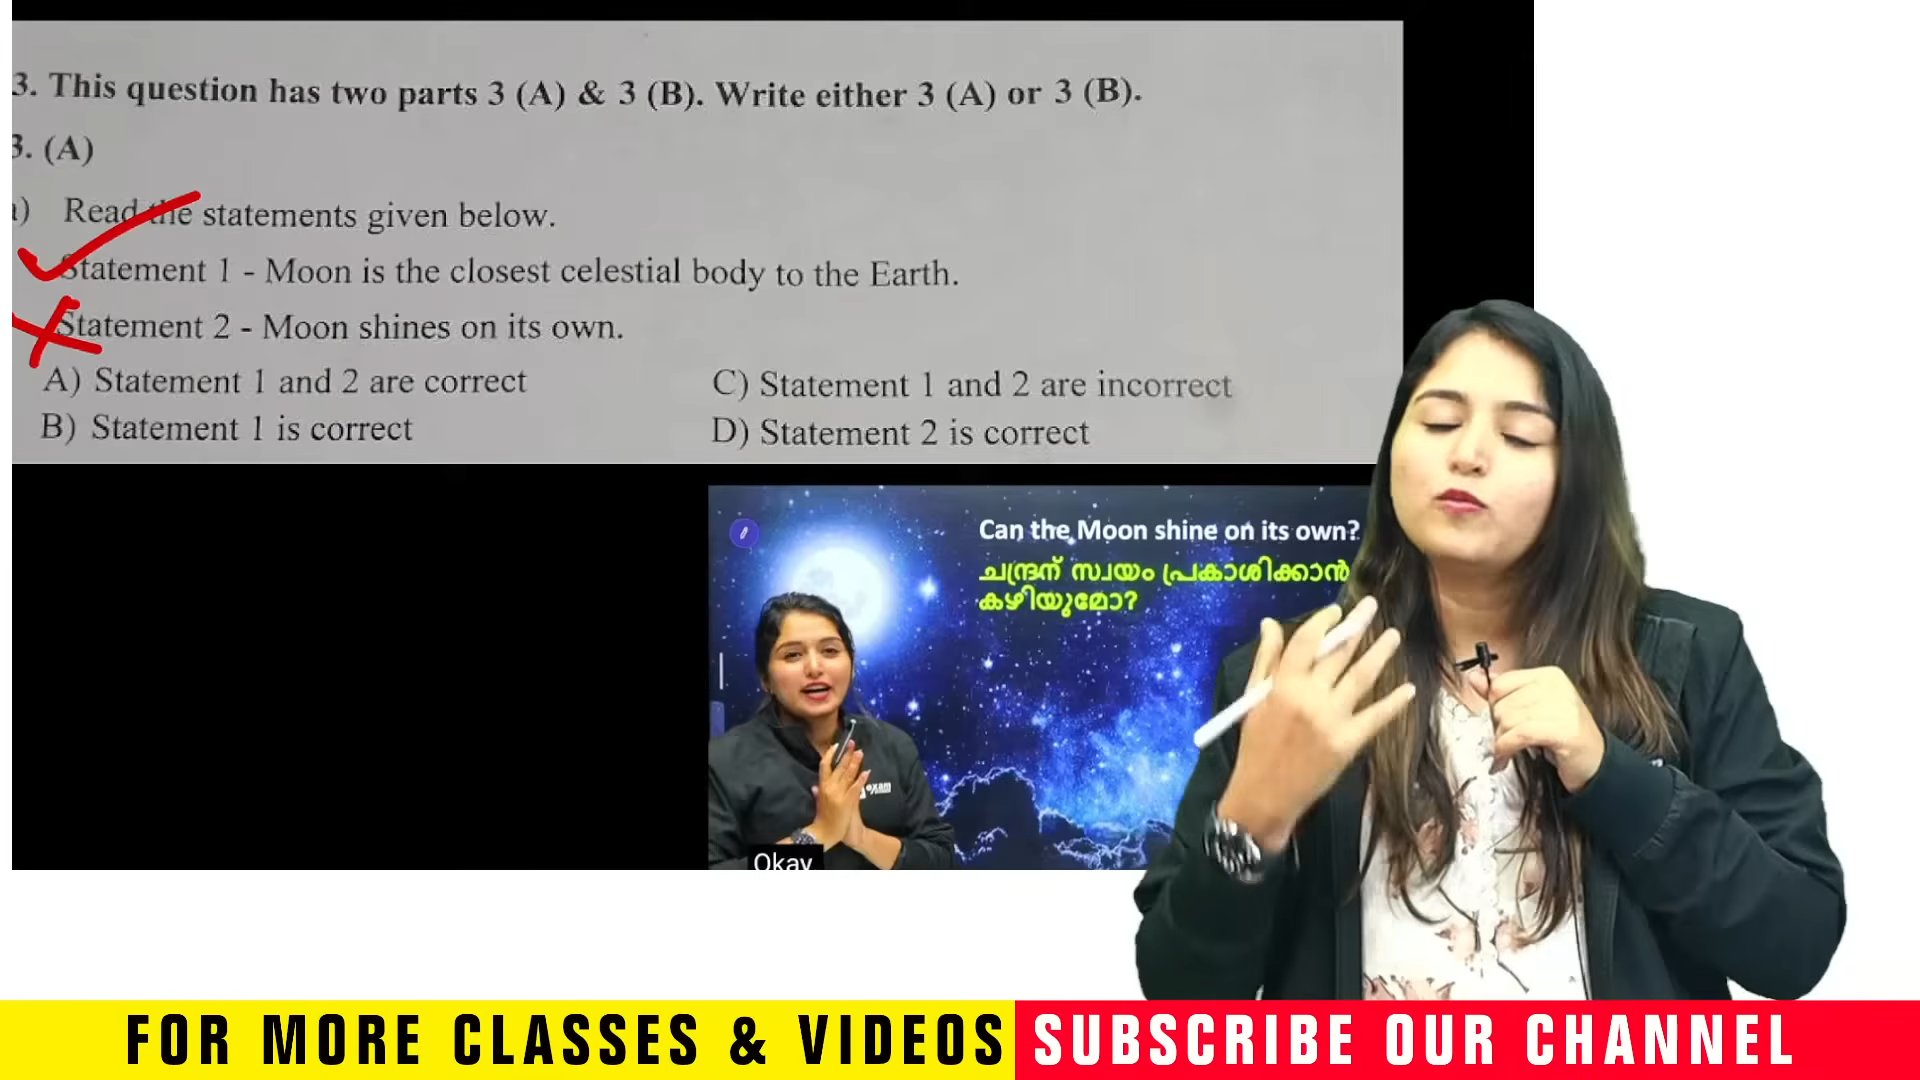 3. This question has two parts 3 (A) & 3 (B). Write either 3 (A) or 3 (B).
3. (A)
) Read the statements given below.
Statement 1 - Moon is the closest celestial body to the Earth.
Statement 2 - Moon shines on its own.
A) Statement 1 and 2 are correct
C) Statement 1 and 2 are incorrect
B) Statement 1 is correct
D) Statement 2 is correct
Can the Moon shine on its own?
ചന്ദ്രന് സ്വയം പ്രകാശിക്കാൻ
കഴിയുമോ?
exam
Okay
FOR MORE CLASSES & VIDEOS SUBSCRIBE OUR CHANNEL